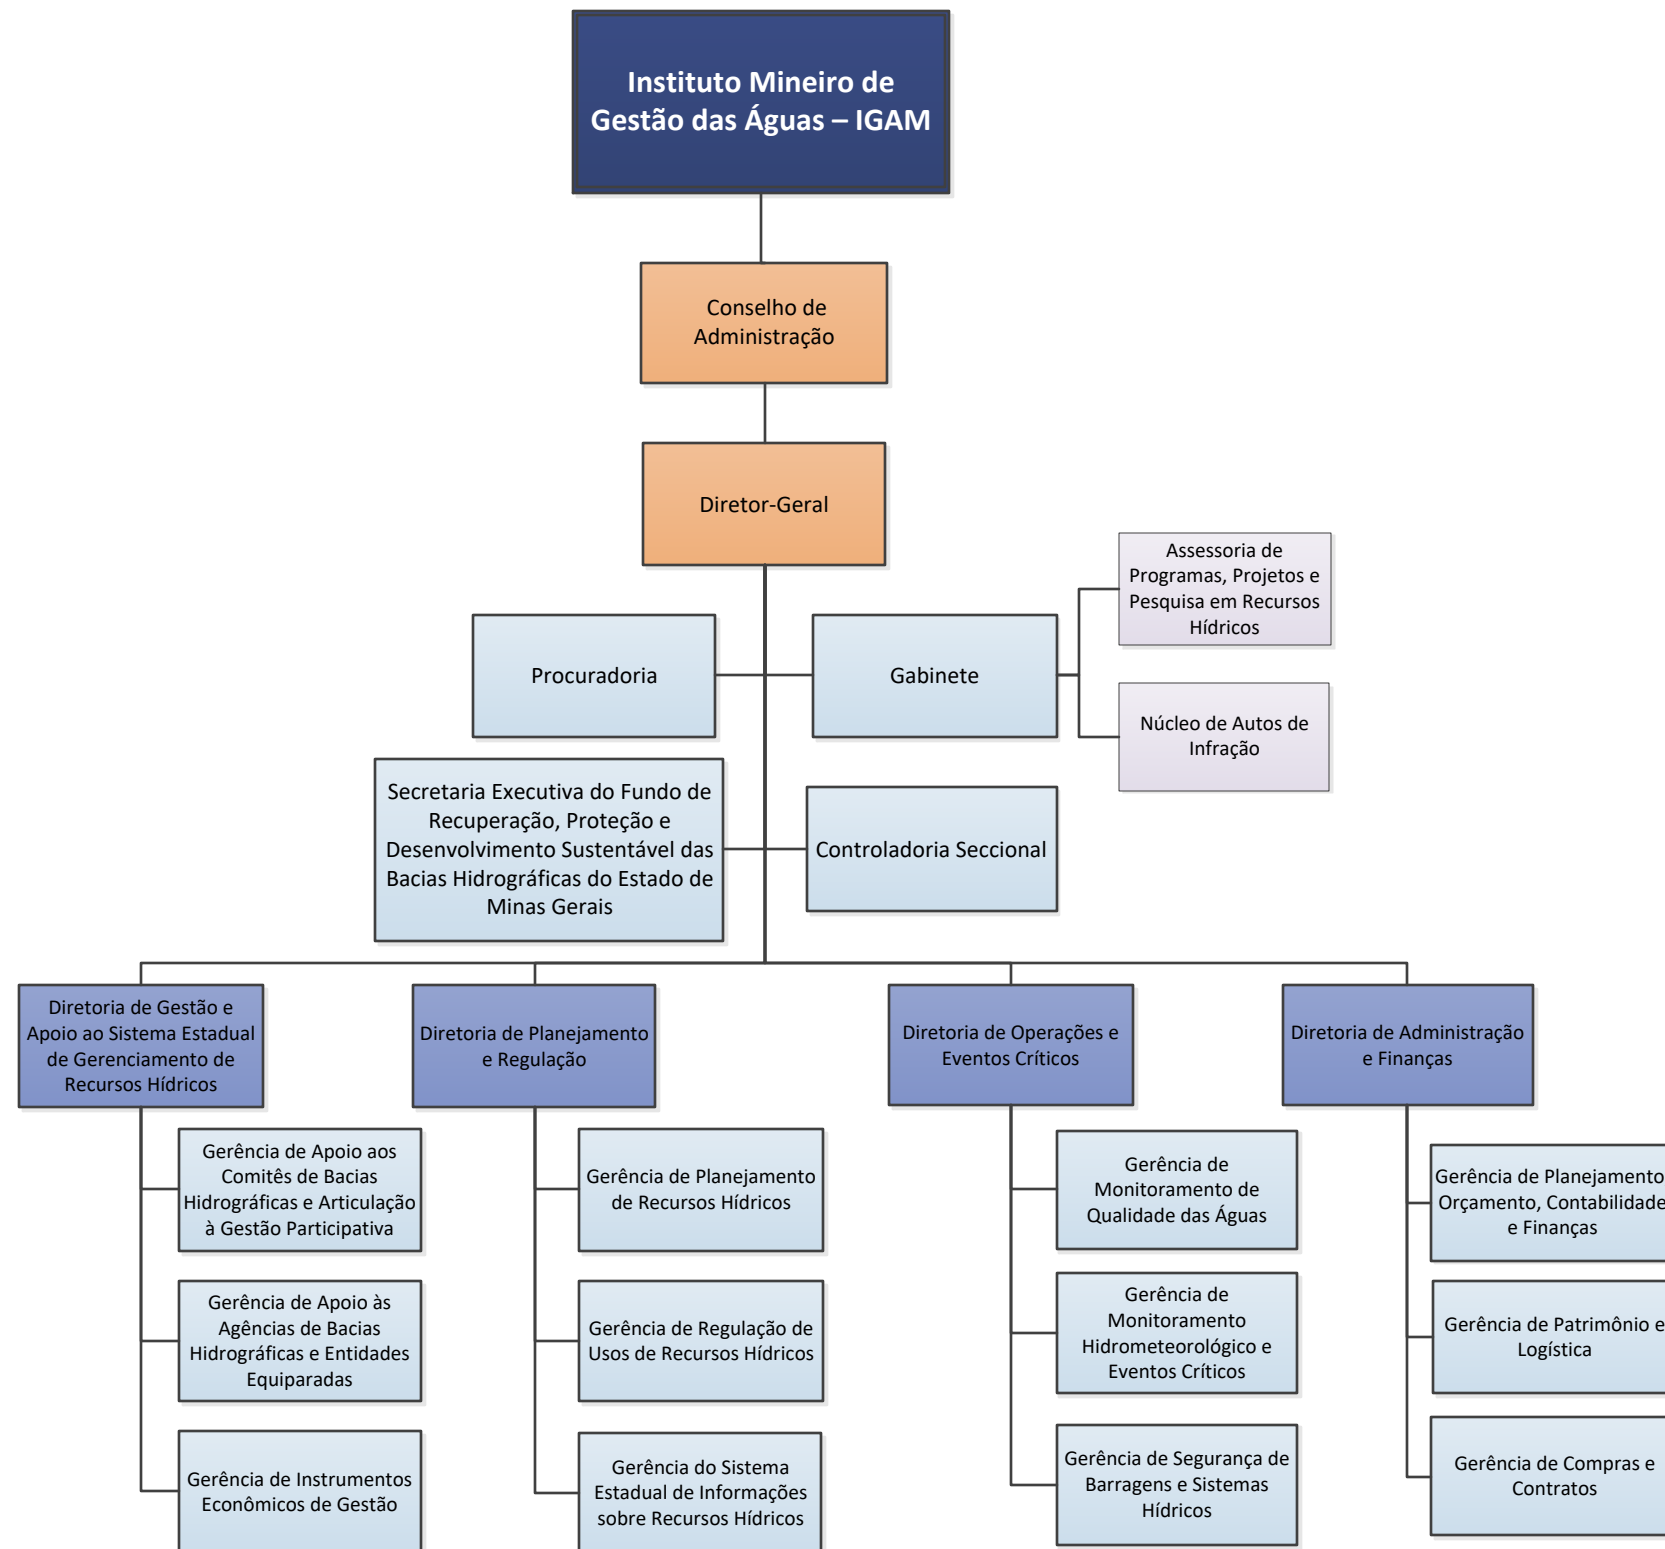 Instituto Mineiro de
Gestão das Águas – IGAM
Conselho de
Administração
Diretor-Geral
Assessoria de
Programas, Projetos e
Pesquisa em Recursos
Hídricos
Procuradoria
Gabinete
Núcleo de Autos de
Infração
Secretaria Executiva do Fundo de
Recuperação, Proteção e
Desenvolvimento Sustentável das
Bacias Hidrográficas do Estado de
Minas Gerais
Controladoria Seccional
Diretoria de Gestão e
Apoio ao Sistema Estadual
de Gerenciamento de
Recursos Hídricos
Diretoria de Planejamento
e Regulação
Diretoria de Operações e
Eventos Críticos
Diretoria de Administração
e Finanças
Gerência de Apoio aos
Comitês de Bacias
Hidrográficas e Articulação
à Gestão Participativa
Gerência de Planejamento
de Recursos Hídricos
Gerência de
Monitoramento de
Qualidade das Águas
Gerência de Planejamento
Orçamento, Contabilidade
e Finanças
Gerência de Apoio às
Agências de Bacias
Hidrográficas e Entidades
Equiparadas
Gerência de Regulação de
Usos de Recursos Hídricos
Gerência de
Monitoramento
Hidrometeorológico e
Eventos Críticos
Gerência de Patrimônio e
Logística
Gerência de Instrumentos
Econômicos de Gestão
Gerência do Sistema
Estadual de Informações
sobre Recursos Hídricos
Gerência de Segurança de
Barragens e Sistemas
Hídricos
Gerência de Compras e
Contratos